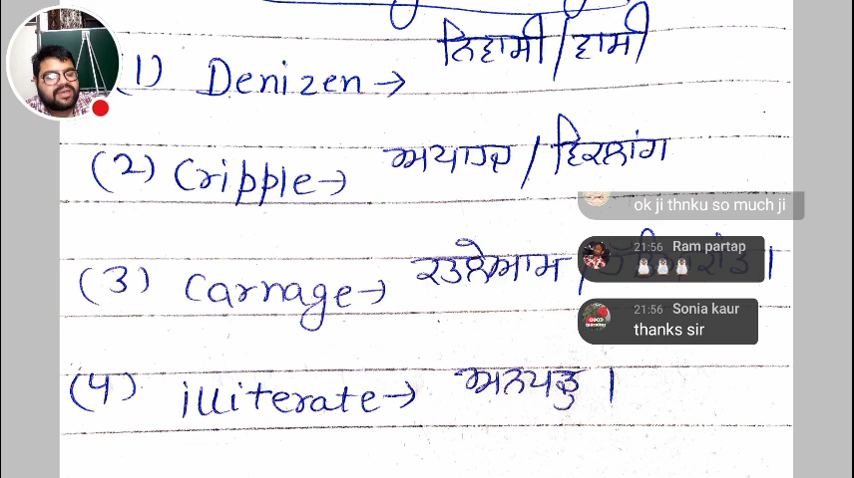 (1) Denizen → ਨਿਵਾਸੀ / ਵਾਸੀ
(2) Cripple → ਅਪਾਹਜ / ਵਿਕਲਾਂਗ
ok ji thnku so much ji
21:56 Ram partap
(3) Carnage → ਕਤਲੇਆਮ /
21:56 Sonia kaur
thanks sir
(4) illiterate → ਅਨਪੜ੍ਹ ।